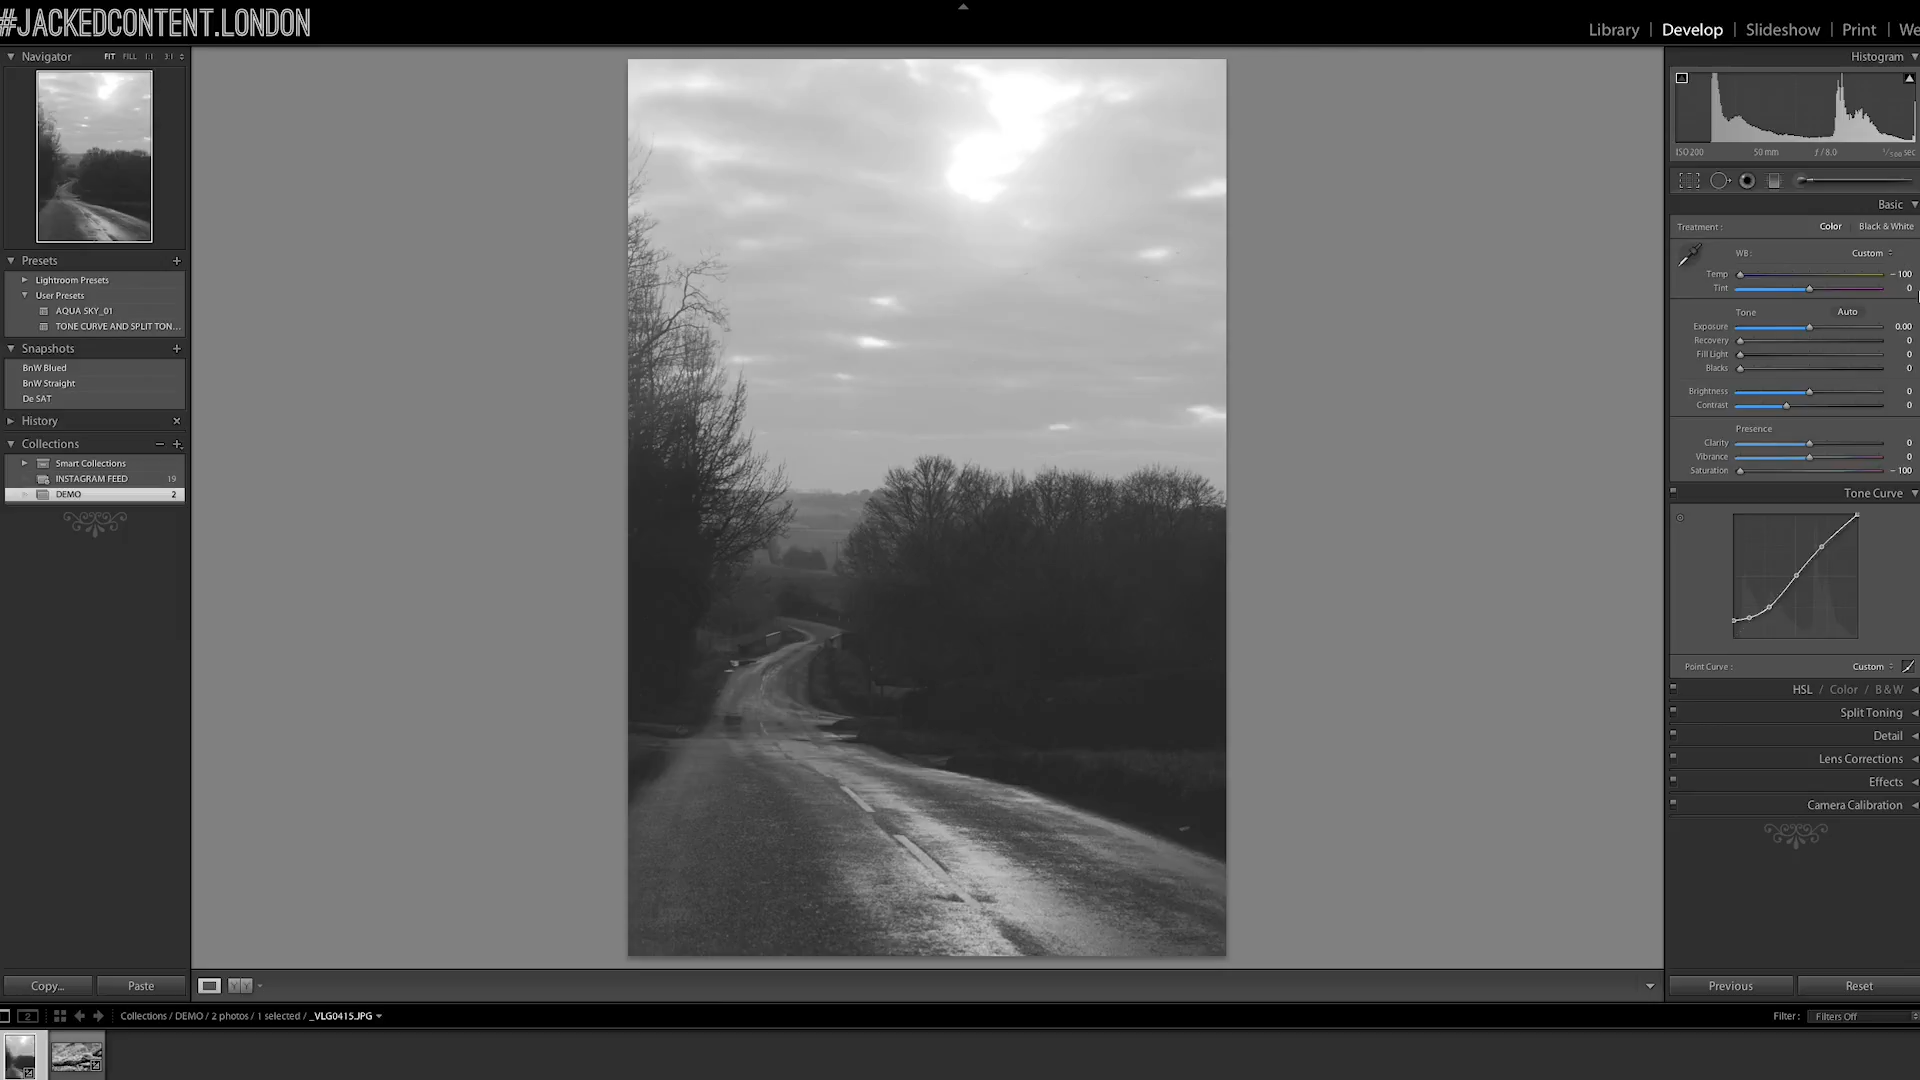 #JACKEDCONTENT.LONDON
Library | Develop | Slideshow | Print | We
Navigator FIT FILL 1:1 3:1
Presets +
Lightroom Presets
User Presets
AQUA SKY_01
TONE CURVE AND SPLIT TON...
Snapshots +
BnW Blued
BnW Straight
De SAT
History ×
Collections − +
Smart Collections
INSTAGRAM FEED 19
DEMO 2
Copy... Paste
Histogram
ISO 200 50 mm ƒ / 8.0 1/500 sec
Basic
Treatment : Color Black & White
WB : Custom
Temp − 100
Tint 0
Tone Auto
Exposure 0.00
Recovery 0
Fill Light 0
Blacks 0
Brightness 0
Contrast 0
Presence
Clarity 0
Vibrance 0
Saturation − 100
Tone Curve
Point Curve : Custom
HSL / Color / B & W
Split Toning
Detail
Lens Corrections
Effects
Camera Calibration
Previous Reset
YY
2 Collections / DEMO / 2 photos / 1 selected / _VLG0415.JPG
Filter : Filters Off